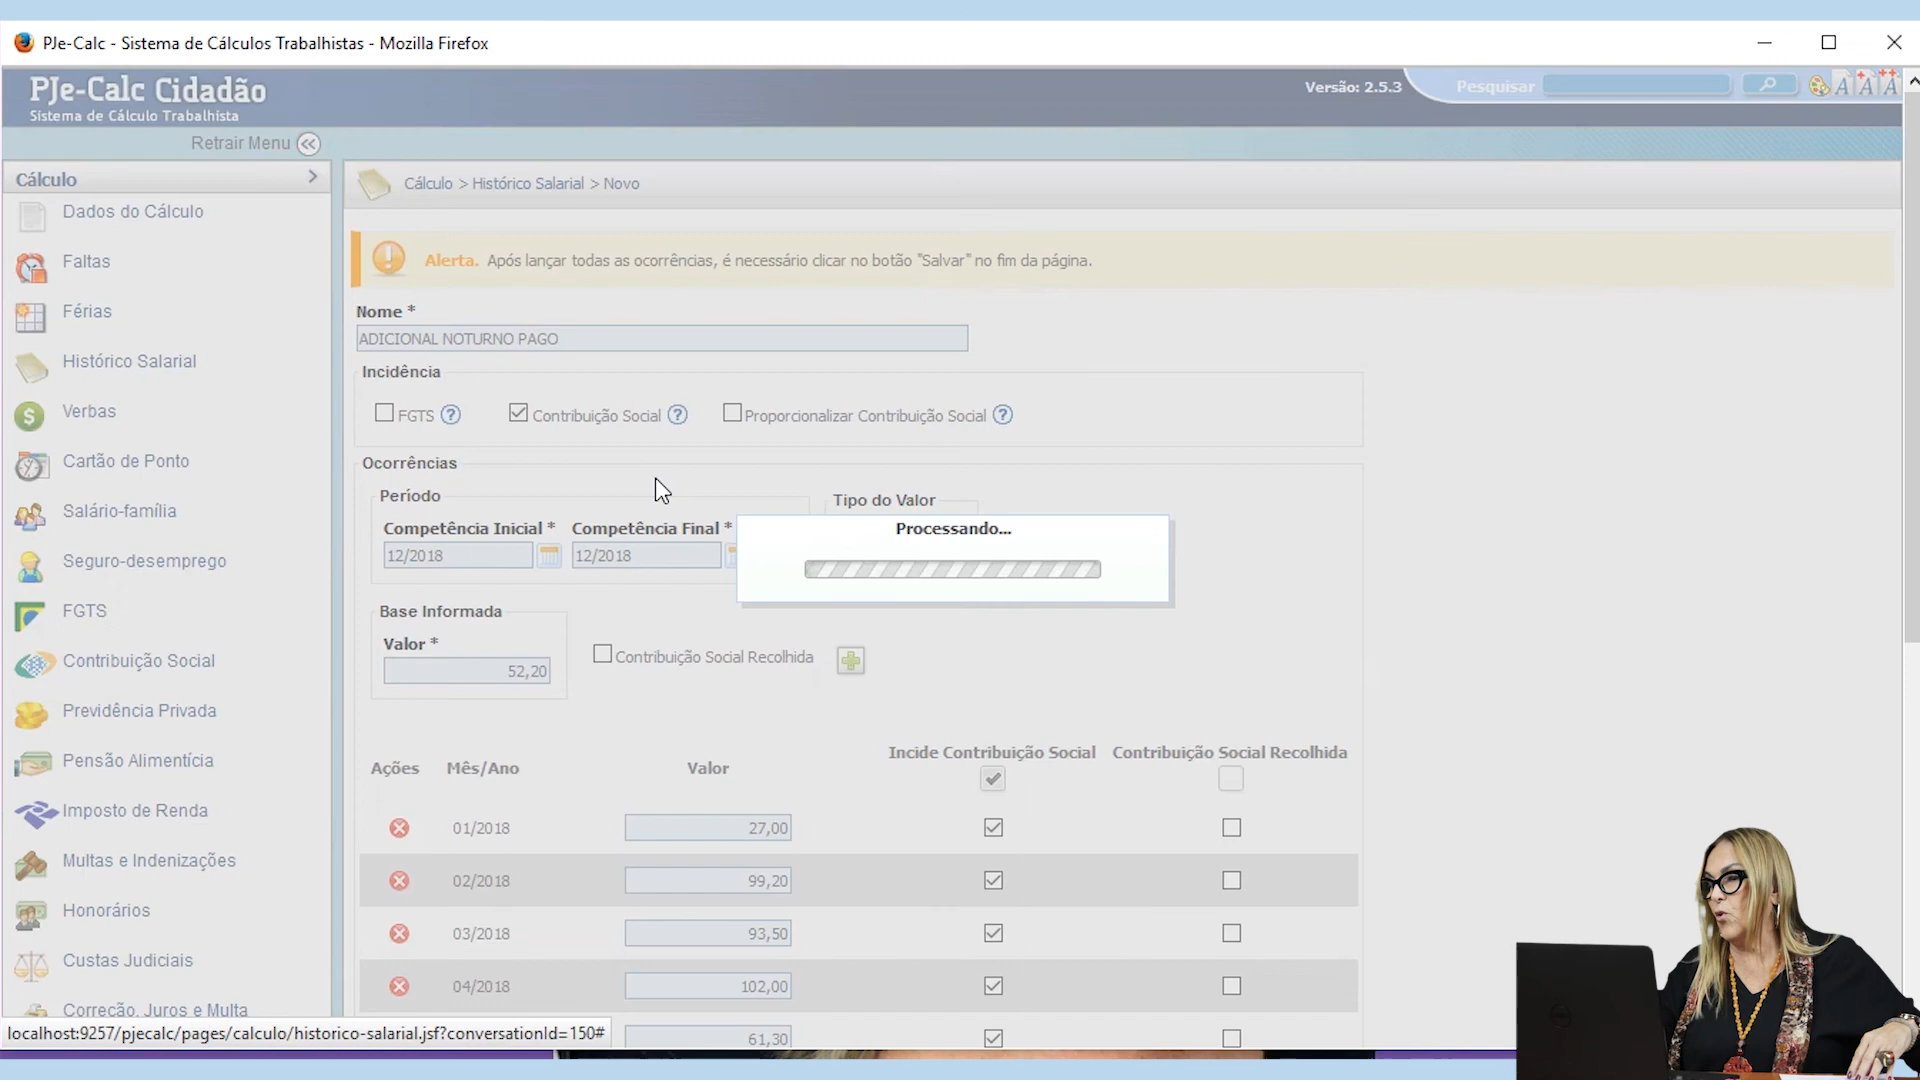 PJe-Calc - Sistema de Cálculos Trabalhistas - Mozilla Firefox
PJe-Calc Cidadão
Sistema de Cálculo Trabalhista
Versão: 2.5.3
Pesquisar
A A+ A++
Retrair Menu
Cálculo
Dados do Cálculo
Faltas
Férias
Histórico Salarial
Verbas
Cartão de Ponto
Salário-família
Seguro-desemprego
FGTS
Contribuição Social
Previdência Privada
Pensão Alimentícia
Imposto de Renda
Multas e Indenizações
Honorários
Custas Judiciais
Correção, Juros e Multa
Cálculo > Histórico Salarial > Novo
Alerta. Após lançar todas as ocorrências, é necessário clicar no botão "Salvar" no fim da página.
Nome *
ADICIONAL NOTURNO PAGO
Incidência
FGTS ? Contribuição Social ? Proporcionalizar Contribuição Social ?
Ocorrências
Período
Tipo do Valor
Competência Inicial * Competência Final *
12/2018 12/2018
Processando...
Base Informada
Valor *
52,20
Contribuição Social Recolhida
Ações Mês/Ano Valor Incide Contribuição Social Contribuição Social Recolhida
01/2018 27,00
02/2018 99,20
03/2018 93,50
04/2018 102,00
61,30
localhost:9257/pjecalc/pages/calculo/historico-salarial.jsf?conversationId=150#